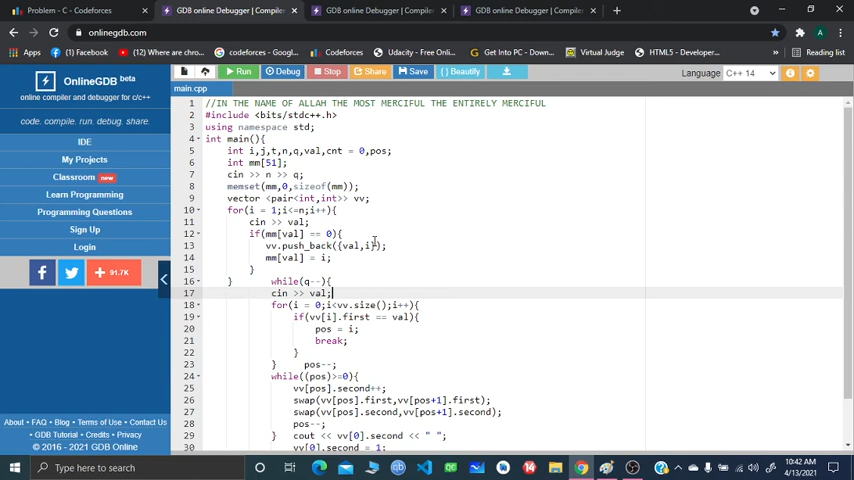 Problem - C - Codeforces
GDB online Debugger | Compiler
GDB online Debugger | Compiler
GDB online Debugger | Compiler
onlinegdb.com
Apps
(1) Facebook
(1) Where are chro...
codeforces - Googl...
Codeforces
Udacity - Free Onli...
Get Into PC - Downl...
Virtual Judge
HTML5 - Developer...
Reading list
OnlineGDB beta
online compiler and debugger for c/c++
code. compile. run. debug. share.
IDE
My Projects
Classroom new
Learn Programming
Programming Questions
Sign Up
Login
91.7K
About • FAQ • Blog • Terms of Use • Contact Us
• GDB Tutorial • Credits • Privacy
© 2016 - 2021 GDB Online
Run
Debug
Stop
Share
Save
{ } Beautify
Language C++ 14
main.cpp
1 //IN THE NAME OF ALLAH THE MOST MERCIFUL THE ENTIRELY MERCIFUL
2 #include <bits/stdc++.h>
3 using namespace std;
4 int main(){
5 int i,j,t,n,q,val,cnt = 0,pos;
6 int mm[51];
7 cin >> n >> q;
8 memset(mm,0,sizeof(mm));
9 vector <pair<int,int>> vv;
10 for(i = 1;i<=n;i++){
11 cin >> val;
12 if(mm[val] == 0){
13 vv.push_back({val,i});
14 mm[val] = i;
15 }
16 } while(q--){
17 cin >> val;
18 for(i = 0;i<vv.size();i++){
19 if(vv[i].first == val){
20 pos = i;
21 break;
22 }
23 } pos--;
24 while((pos)>=0){
25 vv[pos].second++;
26 swap(vv[pos].first,vv[pos+1].first);
27 swap(vv[pos].second,vv[pos+1].second);
28 pos--;
29 } cout << vv[0].second << " ";
30 vv[0].second = 1;
Type here to search
10:42 AM
4/13/2021